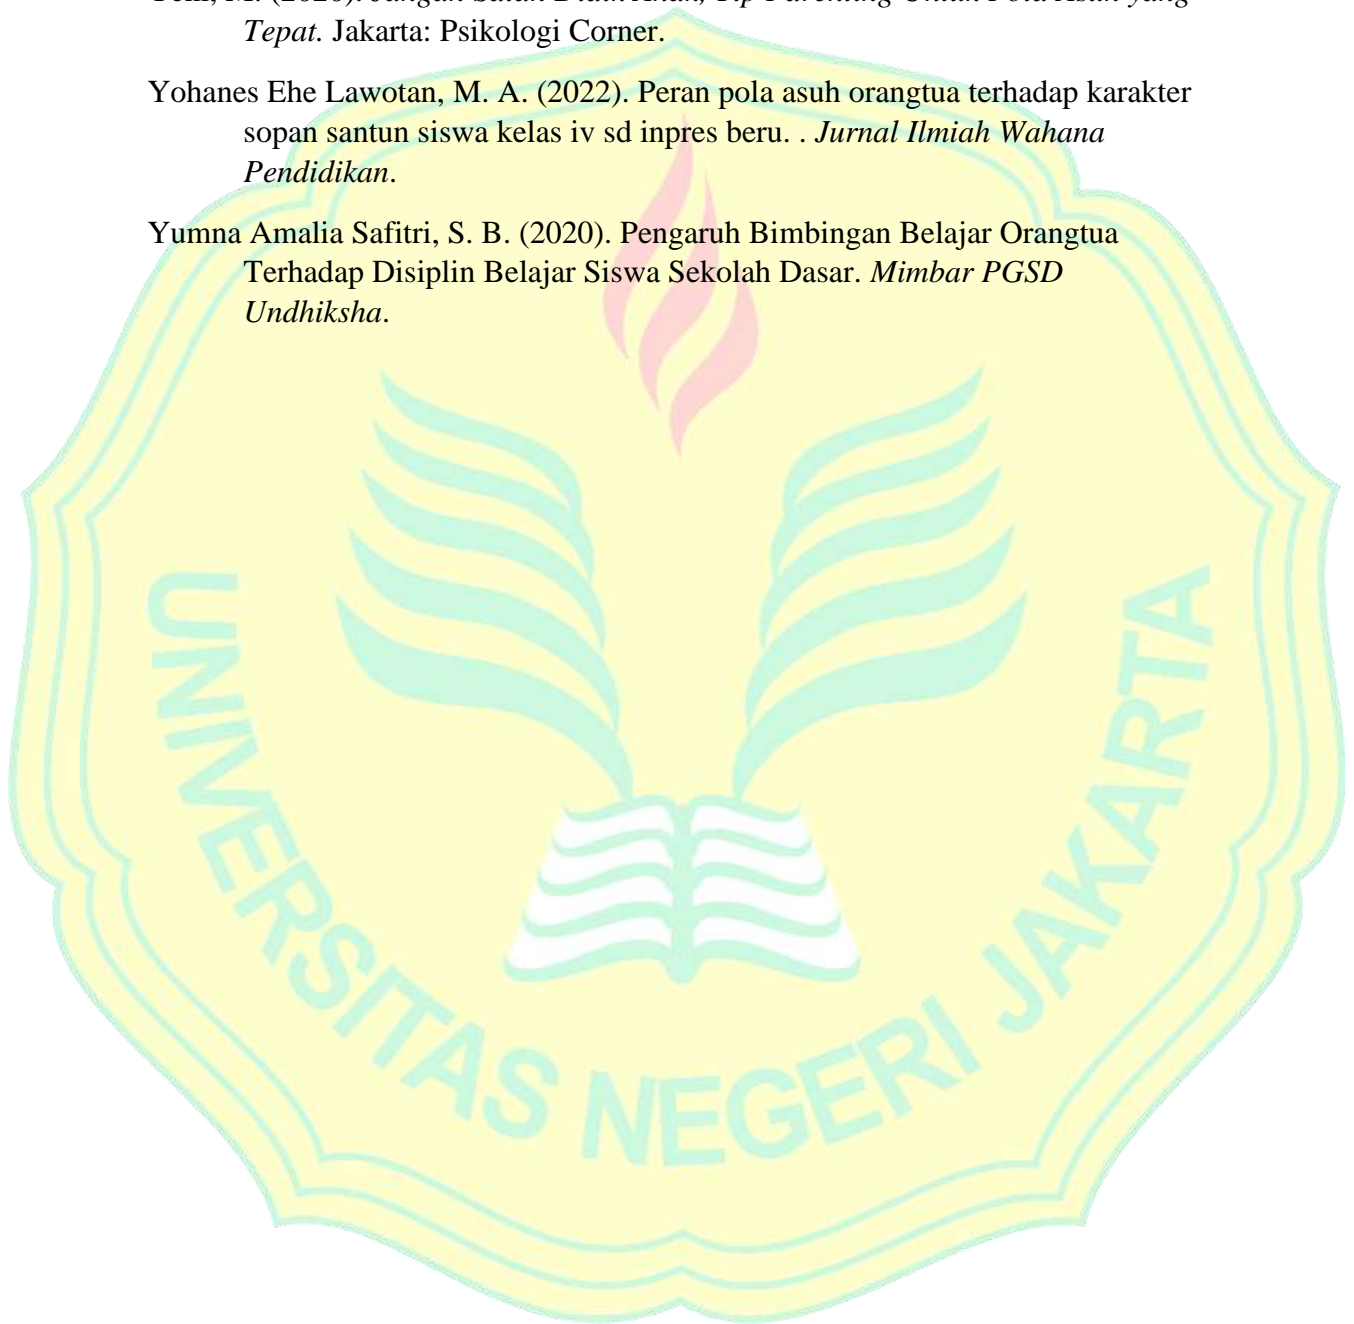 Tepat. Jakarta: Psikologi Corner.
Yohanes Ehe Lawotan, M. A. (2022). Peran pola asuh orangtua terhadap karakter
sopan santun siswa kelas iv sd inpres beru. . Jurnal Ilmiah Wahana
Pendidikan.
Yumna Amalia Safitri, S. B. (2020). Pengaruh Bimbingan Belajar Orangtua
Terhadap Disiplin Belajar Siswa Sekolah Dasar. Mimbar PGSD
Undhiksha.
UNIVERSITAS NEGERI JAKARTA